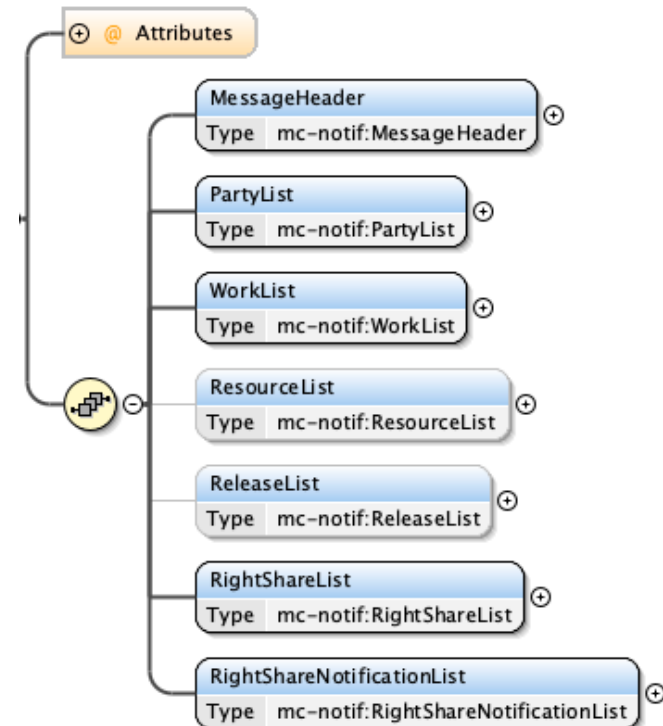 @ Attributes
MessageHeader
Type mc-notif:MessageHeader
PartyList
Type mc-notif:PartyList
WorkList
Type mc-notif:WorkList
ResourceList
Type mc-notif:ResourceList
ReleaseList
Type mc-notif:ReleaseList
RightShareList
Type mc-notif:RightShareList
RightShareNotificationList
Type mc-notif:RightShareNotificationList